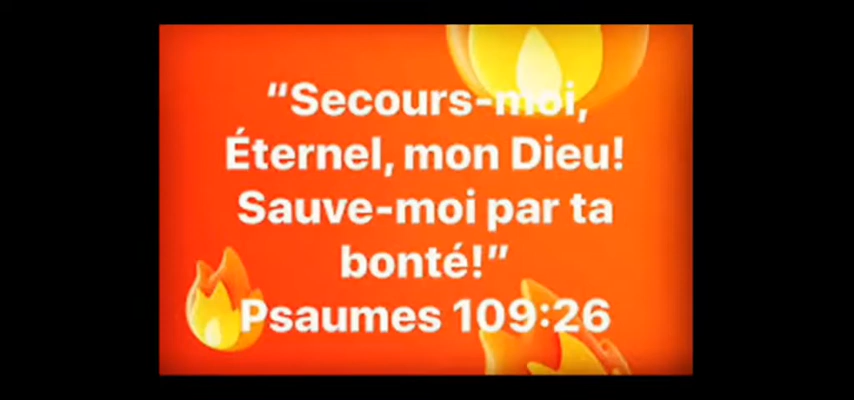 “Secours-moi,
Éternel, mon Dieu!
Sauve-moi par ta
bonté!”
Psaumes 109:26